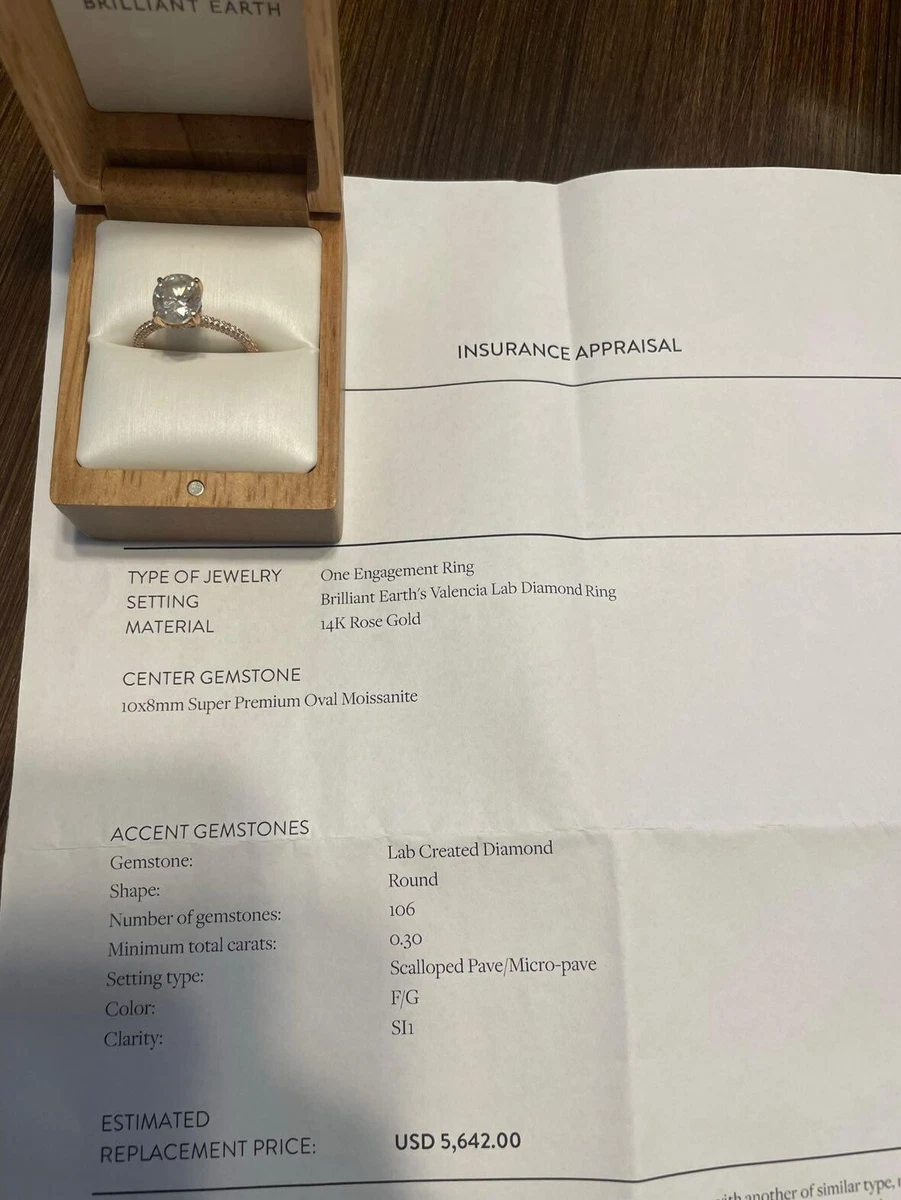 BRILLIANT EARTH
INSURANCE APPRAISAL
TYPE OF JEWELRY One Engagement Ring
SETTING Brilliant Earth's Valencia Lab Diamond Ring
MATERIAL 14K Rose Gold
CENTER GEMSTONE
10x8mm Super Premium Oval Moissanite
ACCENT GEMSTONES
Gemstone: Lab Created Diamond
Shape: Round
Number of gemstones: 106
Minimum total carats: 0.30
Setting type: Scalloped Pave/Micro-pave
Color: F/G
Clarity: SI1
ESTIMATED
REPLACEMENT PRICE: USD 5,642.00
with another of similar type,